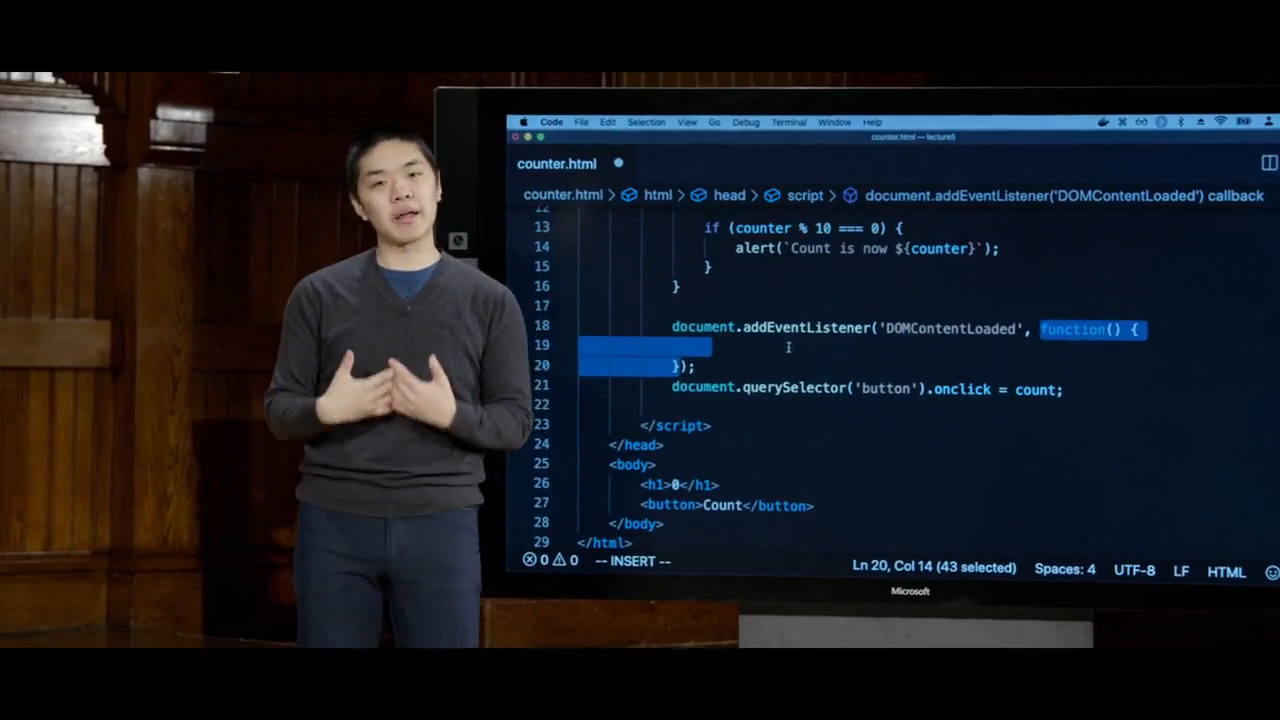 Code File Edit Selection View Go Debug Terminal Window Help
counter.html — lecture5
counter.html
counter.html > html > head > script > document.addEventListener('DOMContentLoaded') callback
12
13 if (counter % 10 === 0) {
14 alert(`Count is now ${counter}`);
15 }
16 }
17
18 document.addEventListener('DOMContentLoaded', function() {
19
20 });
21 document.querySelector('button').onclick = count;
22
23 </script>
24 </head>
25 <body>
26 <h1>0</h1>
27 <button>Count</button>
28 </body>
29 </html>
0 0 -- INSERT -- Ln 20, Col 14 (43 selected) Spaces: 4 UTF-8 LF HTML
Microsoft